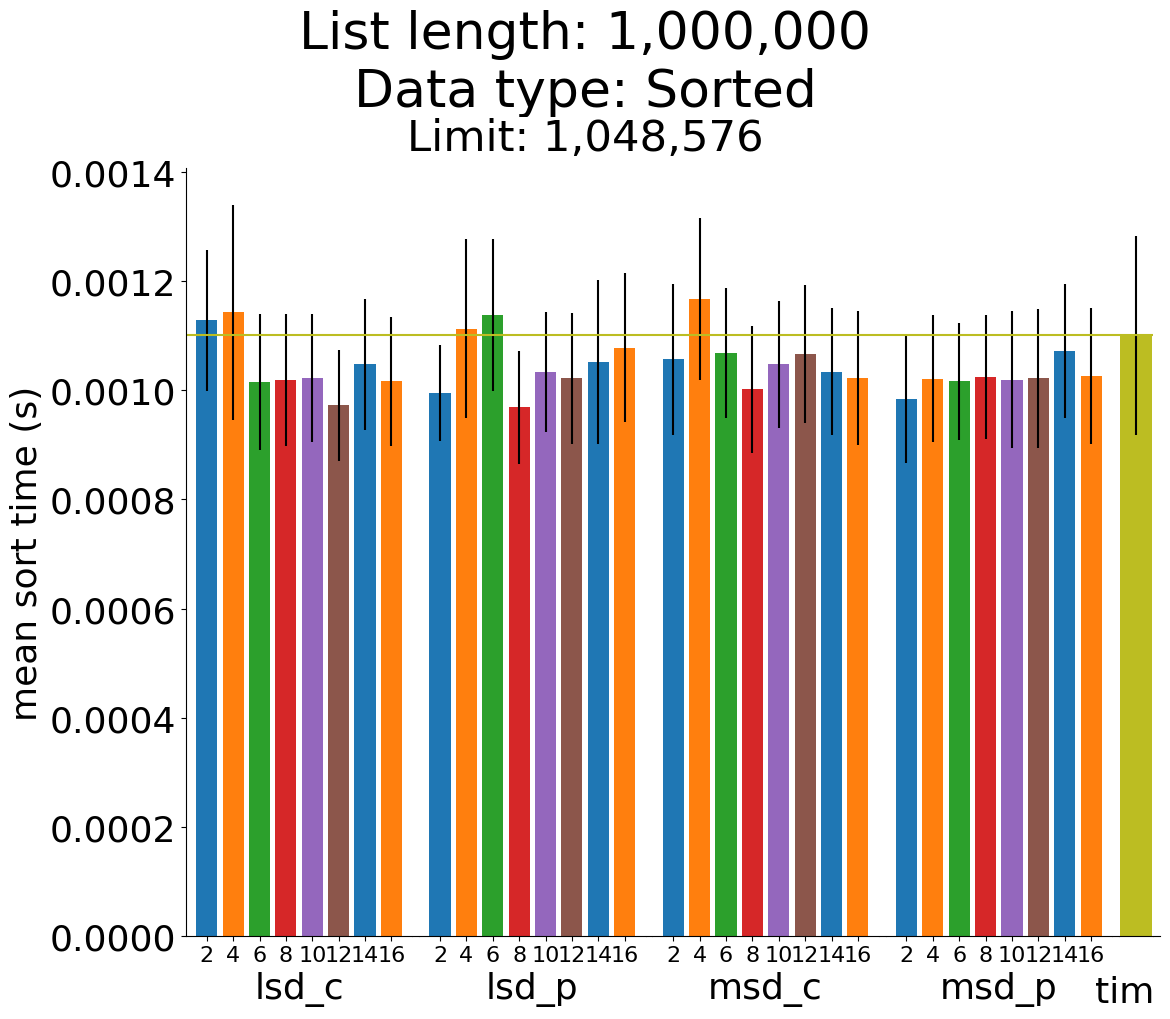 List length: 1,000,000
Data type: Sorted
Limit: 1,048,576
mean sort time (s)
0.0014
0.0012
0.0010
0.0008
0.0006
0.0004
0.0002
0.0000
2 4 6 8 10 12 14 16 2 4 6 8 10 12 14 16 2 4 6 8 10 12 14 16 2 4 6 8 10 12 14 16
lsd_c lsd_p msd_c msd_p tim